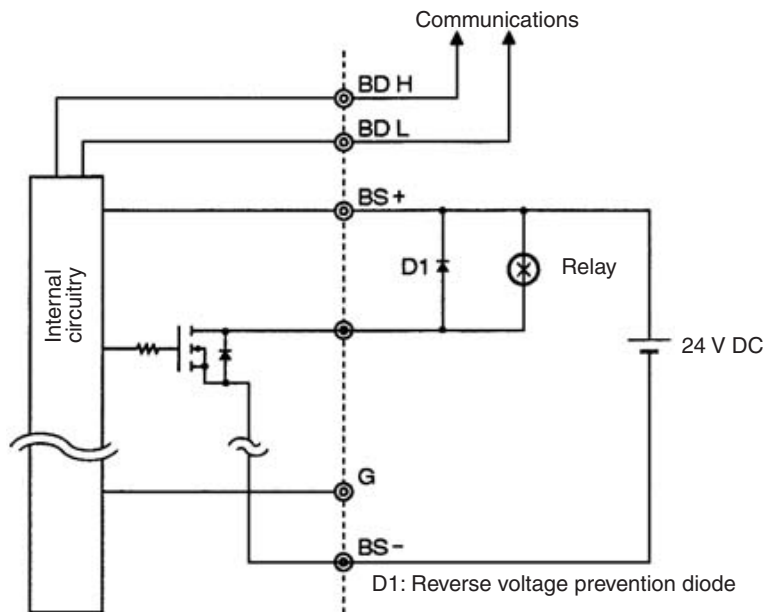 Communications
BD H
BD L
BS+
D1
Relay
Internal
circuitry
24 V DC
G
BS−
D1: Reverse voltage prevention diode